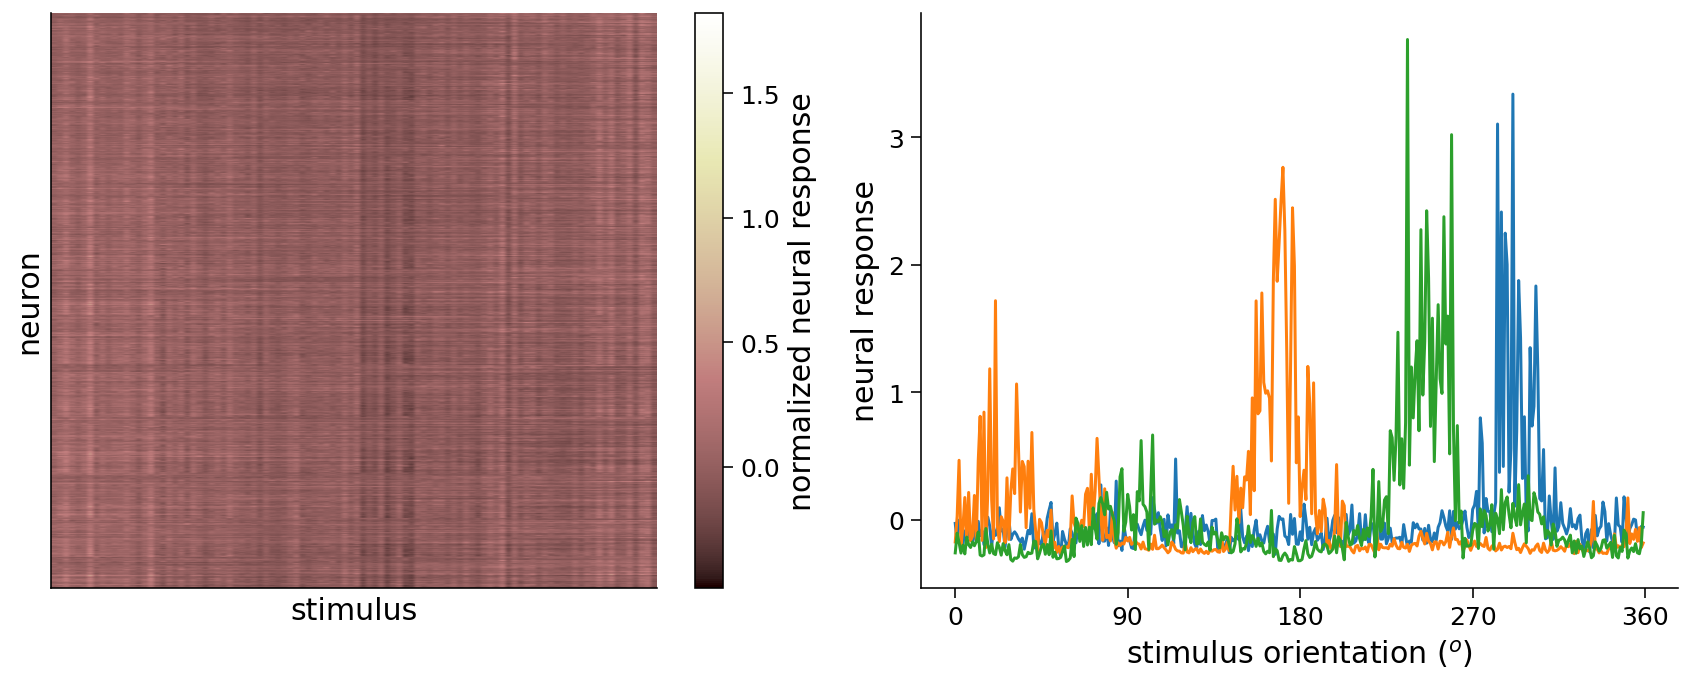 neuron
stimulus
1.5
1.0
0.5
0.0
normalized neural response
neural response
3
2
1
0
0 90 180 270 360
stimulus orientation (°)